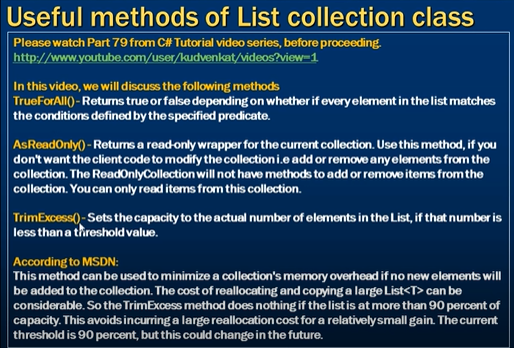 Useful methods of List collection class
Please watch Part 79 from C# Tutorial video series, before proceeding.
http://www.youtube.com/user/kudvenkat/videos?view=1
In this video, we will discuss the following methods
TrueForAll() - Returns true or false depending on whether if every element in the list matches
the conditions defined by the specified predicate.
AsReadOnly() - Returns a read-only wrapper for the current collection. Use this method, if you
don't want the client code to modify the collection i.e add or remove any elements from the
collection. The ReadOnlyCollection will not have methods to add or remove items from the
collection. You can only read items from this collection.
TrimExcess() - Sets the capacity to the actual number of elements in the List, if that number is
less than a threshold value.
According to MSDN:
This method can be used to minimize a collection's memory overhead if no new elements will
be added to the collection. The cost of reallocating and copying a large List<T> can be
considerable. So the TrimExcess method does nothing if the list is at more than 90 percent of
capacity. This avoids incurring a large reallocation cost for a relatively small gain. The current
threshold is 90 percent, but this could change in the future.